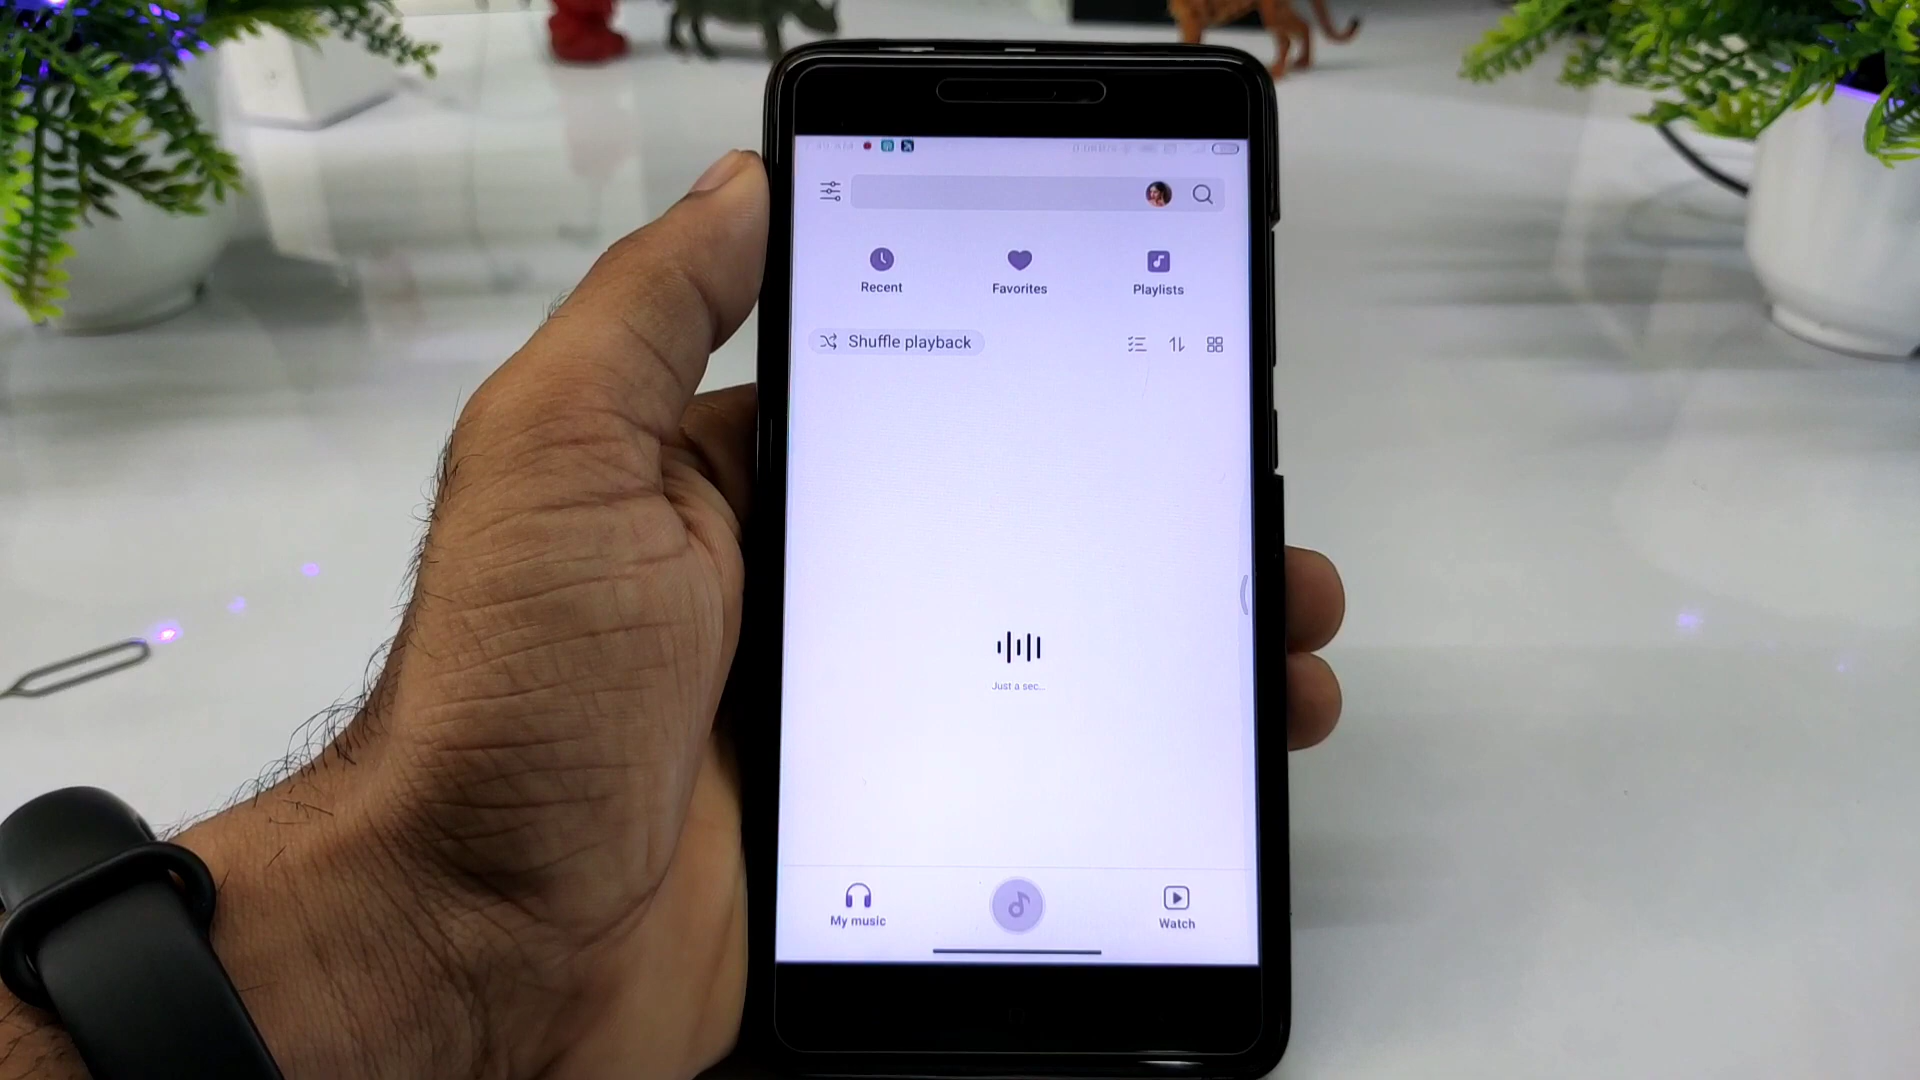 Recent
Favorites
Playlists
Shuffle playback
Just a sec...
My music
Watch